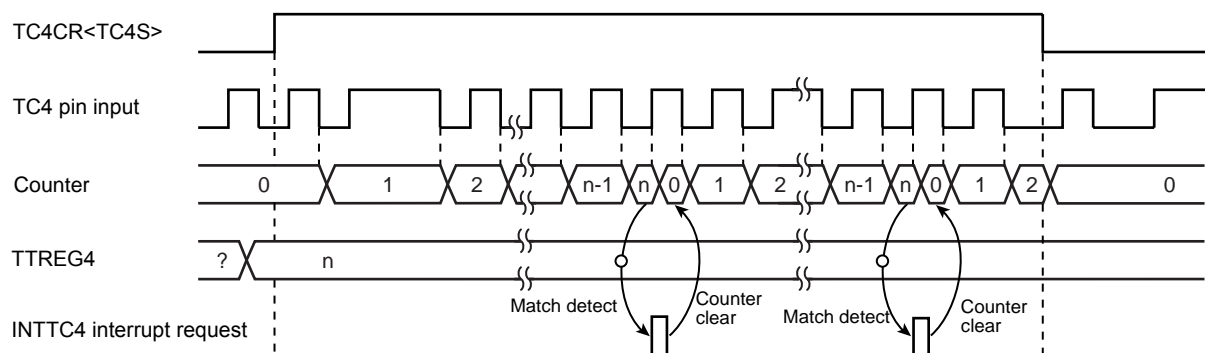 TC4CR<TC4S>
TC4 pin input
Counter
0 1 2 n-1 n 0 1 2 n-1 n 0 1 2 0
TTREG4
? n
Match detect
Counter
clear
Match detect
Counter
clear
INTTC4 interrupt request